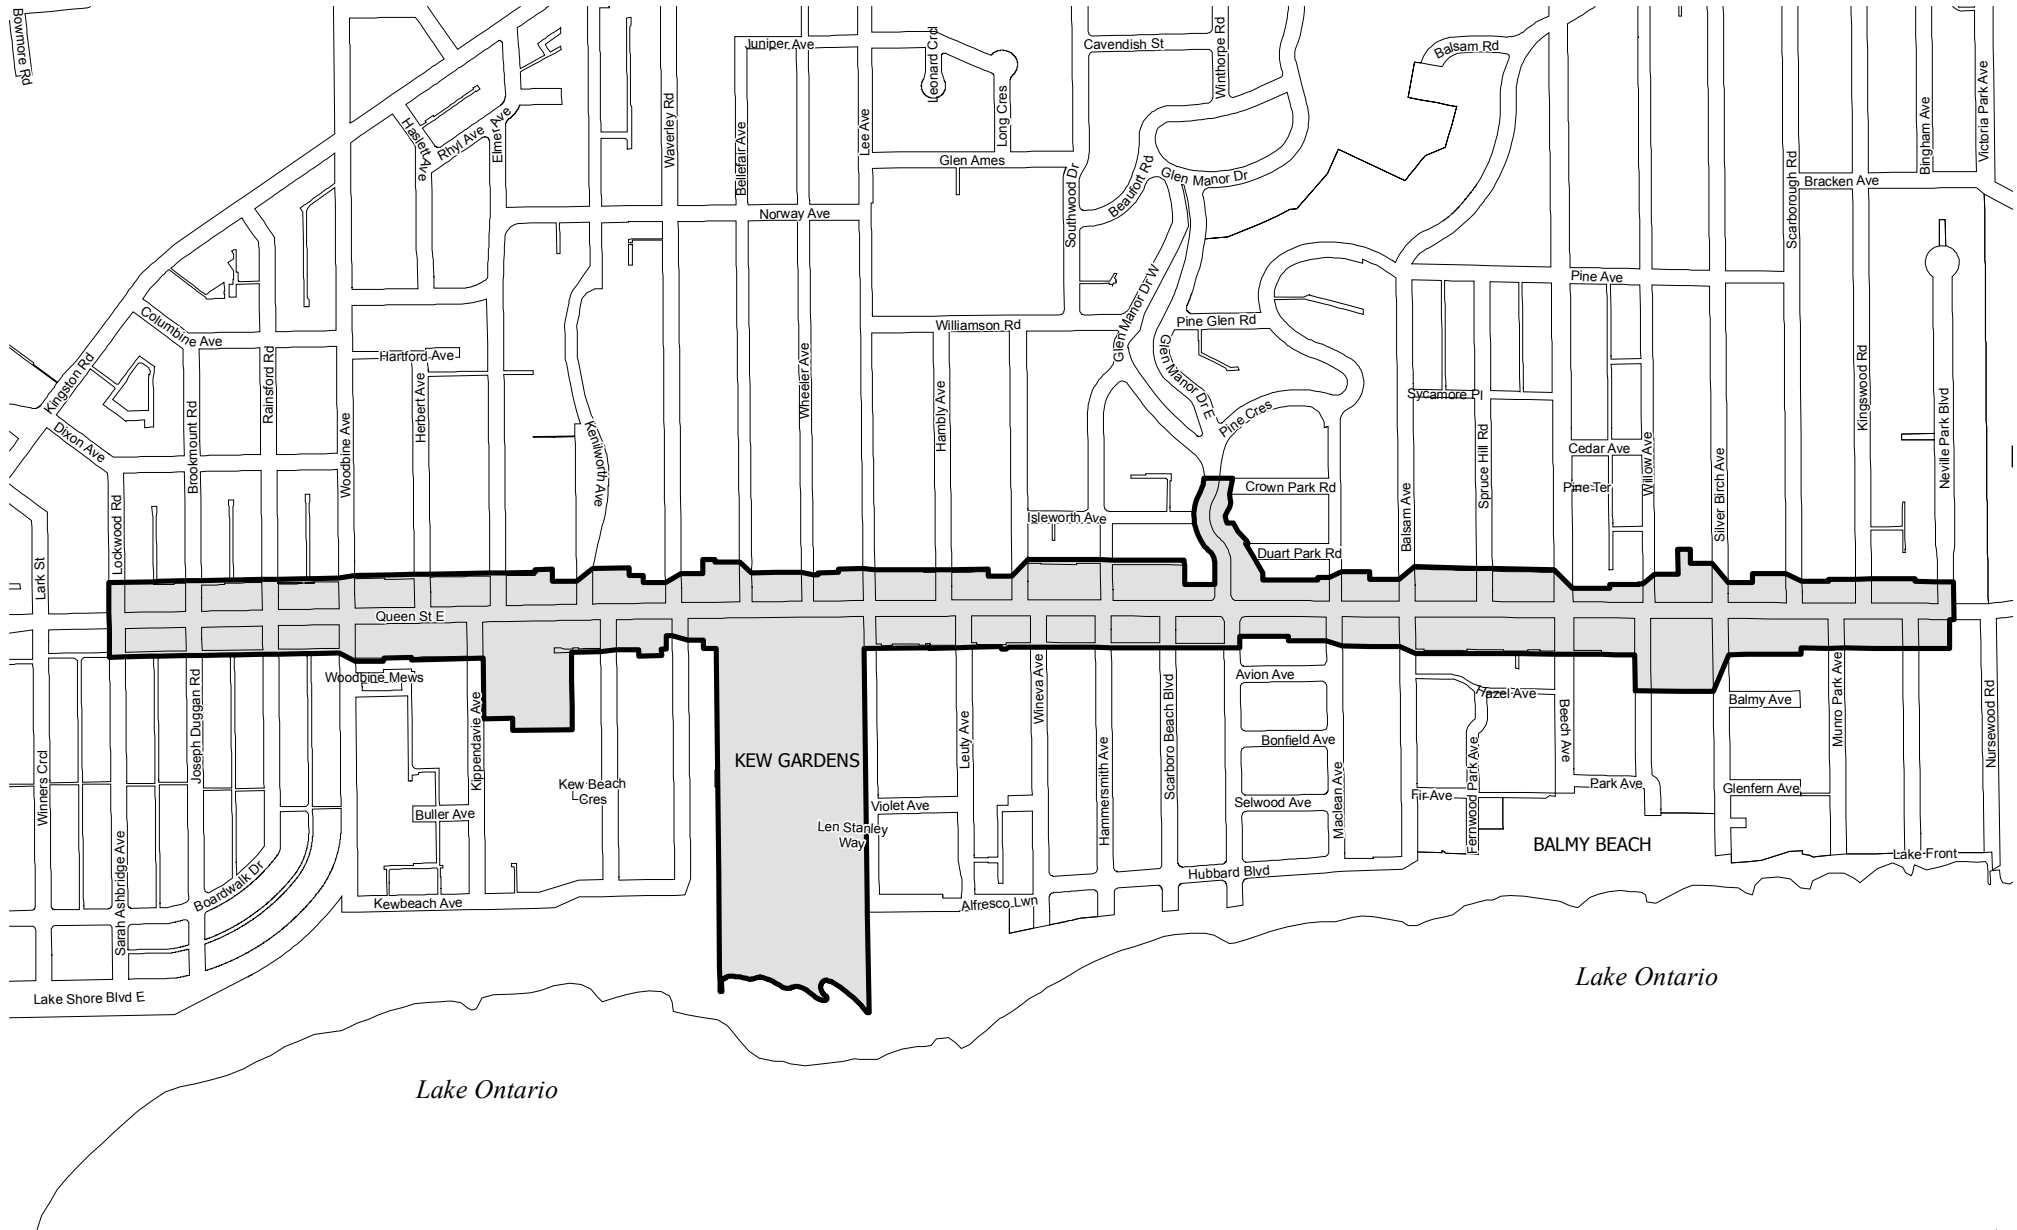 Bowmore Rd
Juniper Ave
Leonard Crcl
Long Cres
Cavendish St
Winthorpe Rd
Balsam Rd
Victoria Park Ave
Bingham Ave
Haslett Ave
Rhyl Ave
Elmer Ave
Waverley Rd
Bellefair Ave
Lee Ave
Glen Ames
Southwood Dr
Beaufort Rd
Glen Manor Dr
Scarborough Rd
Bracken Ave
Norway Ave
Columbine Ave
Kingston Rd
Rainsford Rd
Hartford Ave
Wheeler Ave
Williamson Rd
Glen Manor Dr W
Pine Glen Rd
Pine Ave
Glen Manor Dr E
Pine Cres
Sycamore Pl
Kingswood Rd
Neville Park Blvd
Dixon Ave
Brookmount Rd
Woodbine Ave
Herbert Ave
Kenilworth Ave
Hambly Ave
Spruce Hill Rd
Cedar Ave
Willow Ave
Silver Birch Ave
Lockwood Rd
Crown Park Rd
Balsam Ave
Pine Ter
Isleworth Ave
Duart Park Rd
Lark St
Queen St E
Woodbine Mews
Joseph Duggan Rd
Kippendavie Ave
Wineva Ave
Scarboro Beach Blvd
Avion Ave
Hazel Ave
Beech Ave
Balmy Ave
Munro Park Ave
Nursewood Rd
Winners Crcl
Leuty Ave
Hammersmith Ave
Bonfield Ave
KEW GARDENS
Kew Beach
Cres
Maclean Ave
Fernwood Park Ave
Park Ave
Glenfern Ave
Fir Ave
Buller Ave
Violet Ave
Selwood Ave
Len Stanley
Way
BALMY BEACH
Lake Front
Sarah Ashbridge Ave
Boardwalk Dr
Hubbard Blvd
Kewbeach Ave
Alfresco Lwn
Lake Shore Blvd E
Lake Ontario
Lake Ontario